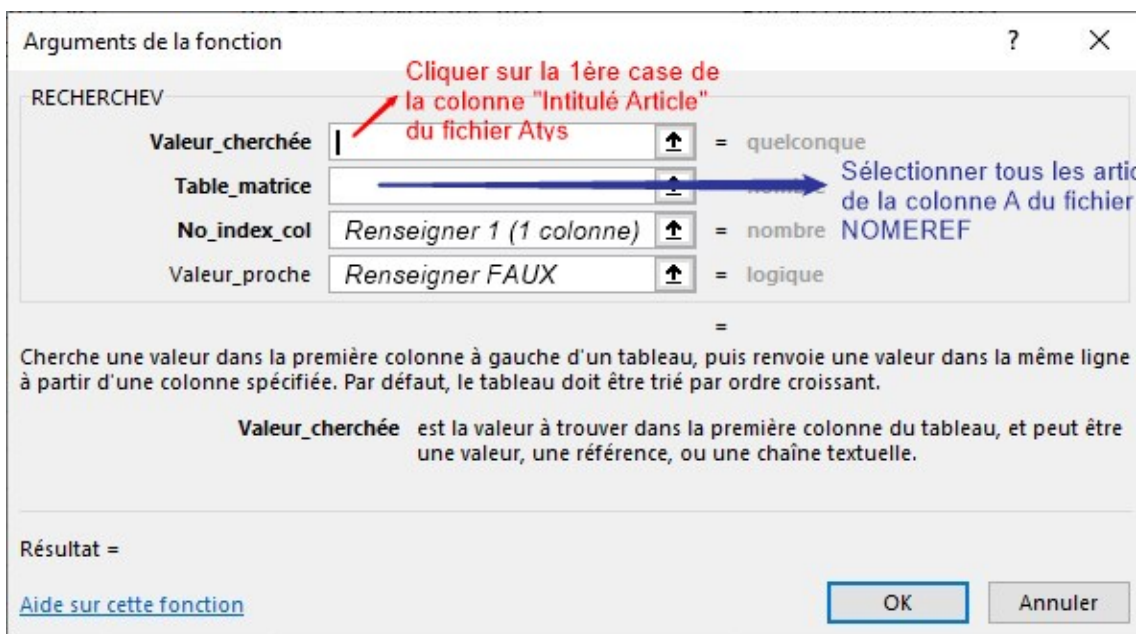 Arguments de la fonction ? ×
Cliquer sur la 1ère case de
RECHERCHEV la colonne "Intitulé Article"
du fichier Atys
Valeur_cherchée = quelconque
Sélectionner tous les artic
Table_matrice
de la colonne A du fichier
No_index_col Renseigner 1 (1 colonne) = nombre NOMEREF
Valeur_proche Renseigner FAUX = logique
=
Cherche une valeur dans la première colonne à gauche d'un tableau, puis renvoie une valeur dans la même ligne
à partir d'une colonne spécifiée. Par défaut, le tableau doit être trié par ordre croissant.
Valeur_cherchée est la valeur à trouver dans la première colonne du tableau, et peut être
une valeur, une référence, ou une chaîne textuelle.
Résultat =
Aide sur cette fonction OK Annuler